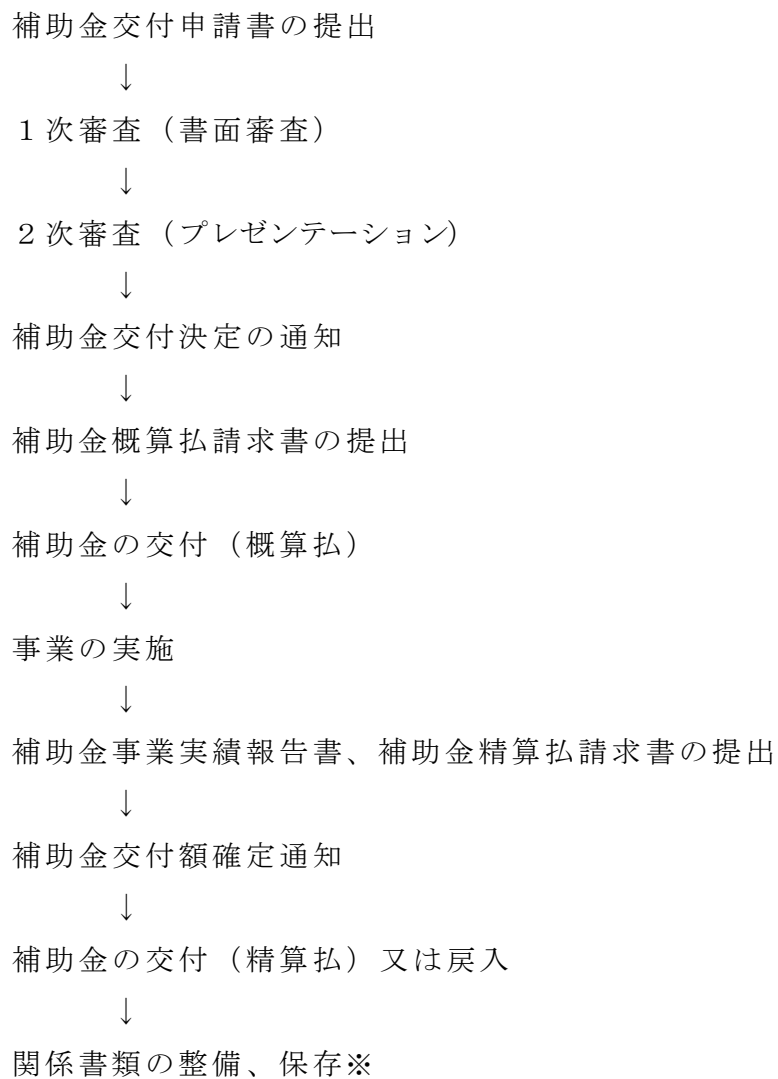 補助金交付申請書の提出
↓
１次審査（書面審査）
↓
２次審査（プレゼンテーション）
↓
補助金交付決定の通知
↓
補助金概算払請求書の提出
↓
補助金の交付（概算払）
↓
事業の実施
↓
補助金事業実績報告書、補助金精算払請求書の提出
↓
補助金交付額確定通知
↓
補助金の交付（精算払）又は戻入
↓
関係書類の整備、保存※